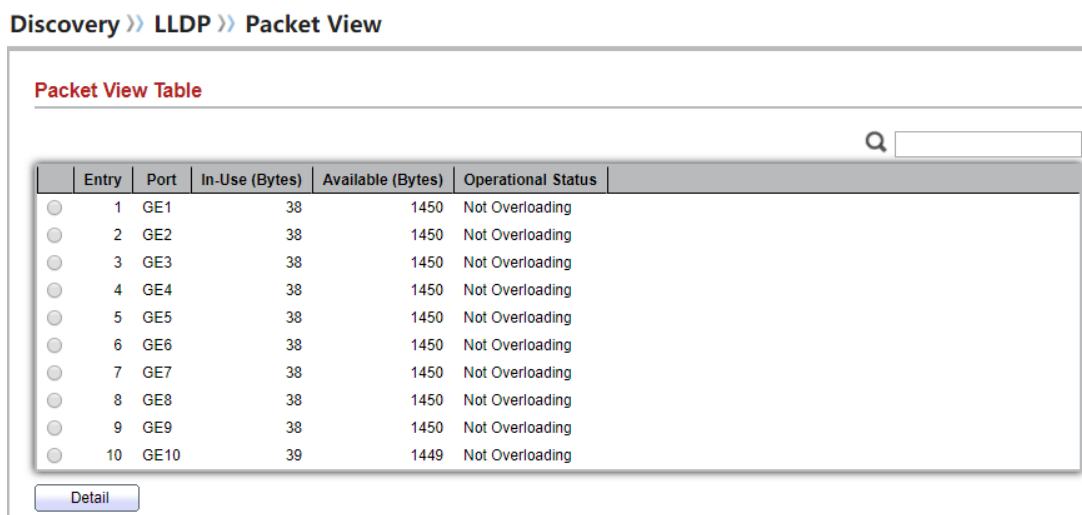 Discovery 》 LLDP 》 Packet View
Packet View Table
Entry Port In-Use (Bytes) Available (Bytes) Operational Status
1 GE1 38 1450 Not Overloading
2 GE2 38 1450 Not Overloading
3 GE3 38 1450 Not Overloading
4 GE4 38 1450 Not Overloading
5 GE5 38 1450 Not Overloading
6 GE6 38 1450 Not Overloading
7 GE7 38 1450 Not Overloading
8 GE8 38 1450 Not Overloading
9 GE9 38 1450 Not Overloading
10 GE10 39 1449 Not Overloading
Detail